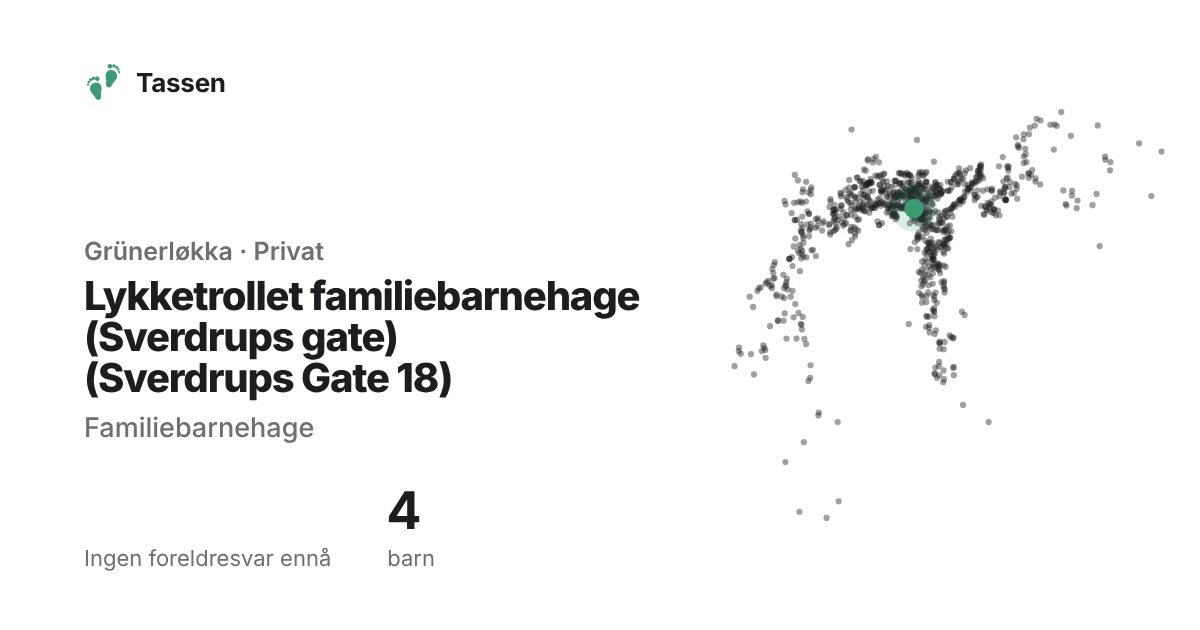 Tassen
Grünerløkka · Privat
Lykketrollet familiebarnehage
(Sverdrups gate)
(Sverdrups Gate 18)
Familiebarnehage
4
Ingen foreldresvar ennå
barn